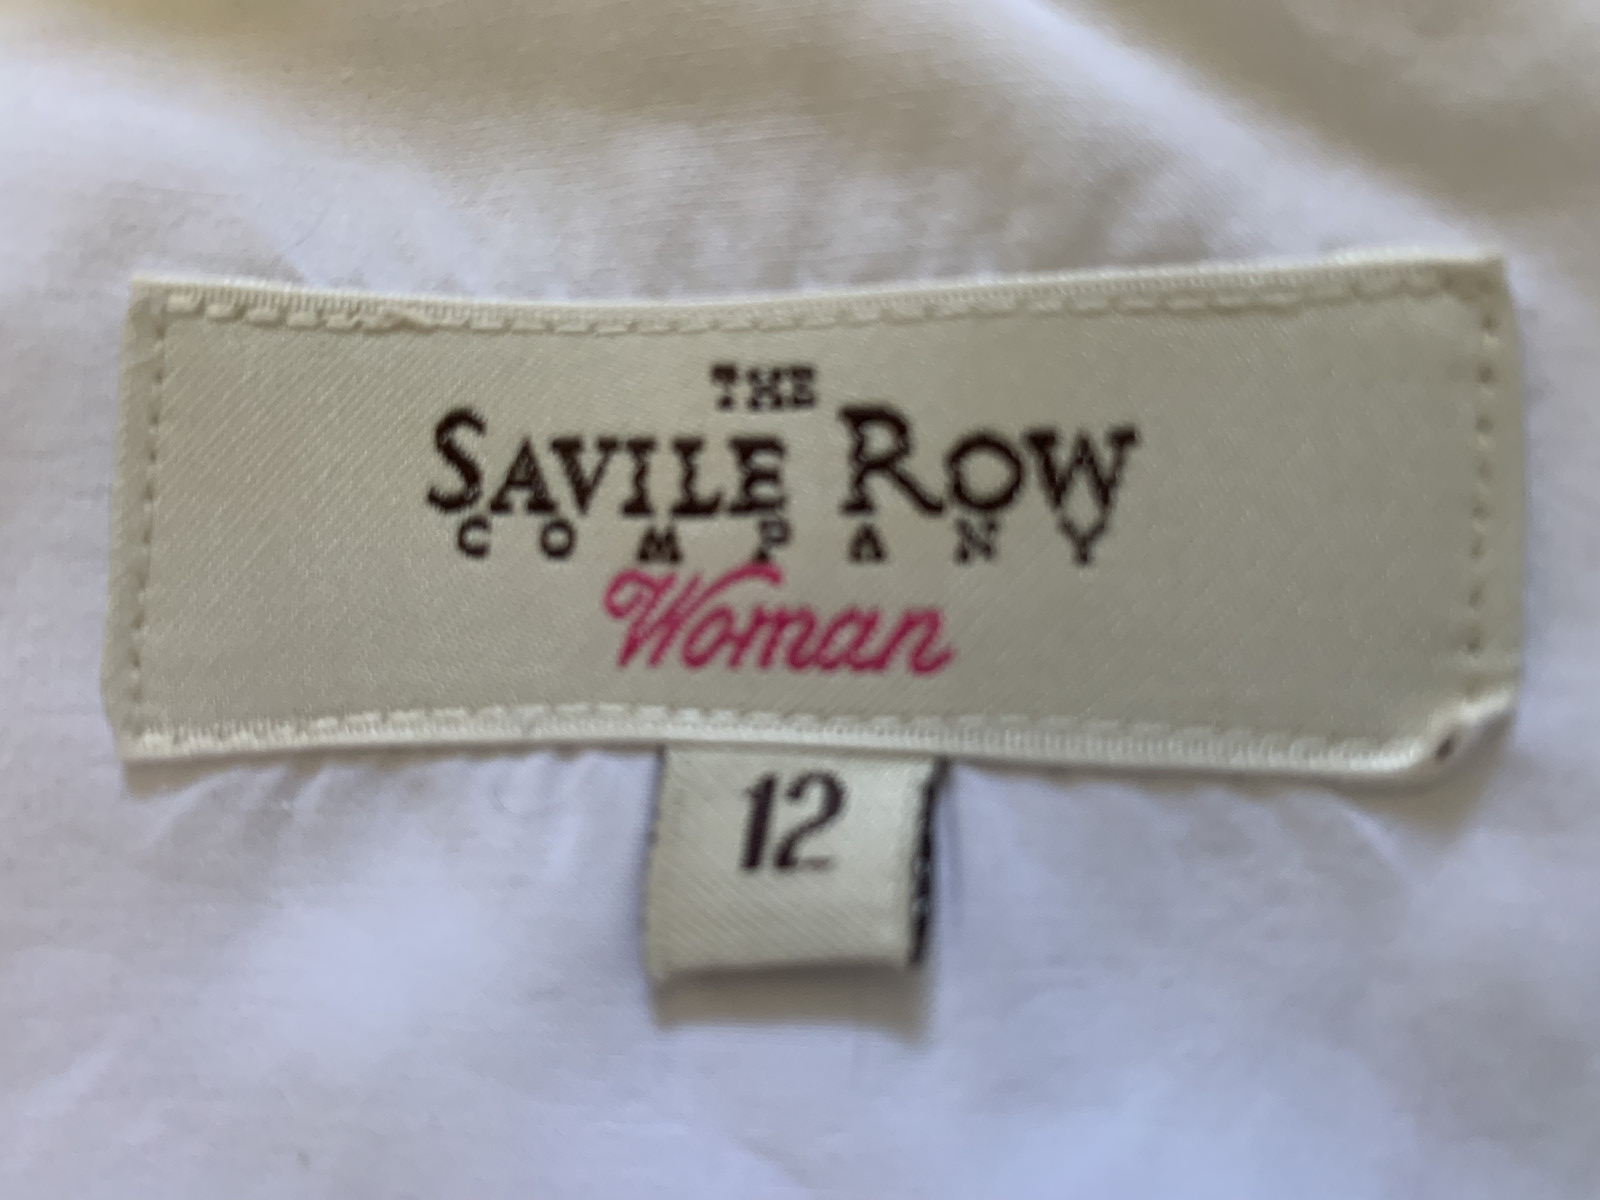 THE
SAVILE ROW
COMPANY
Woman
12